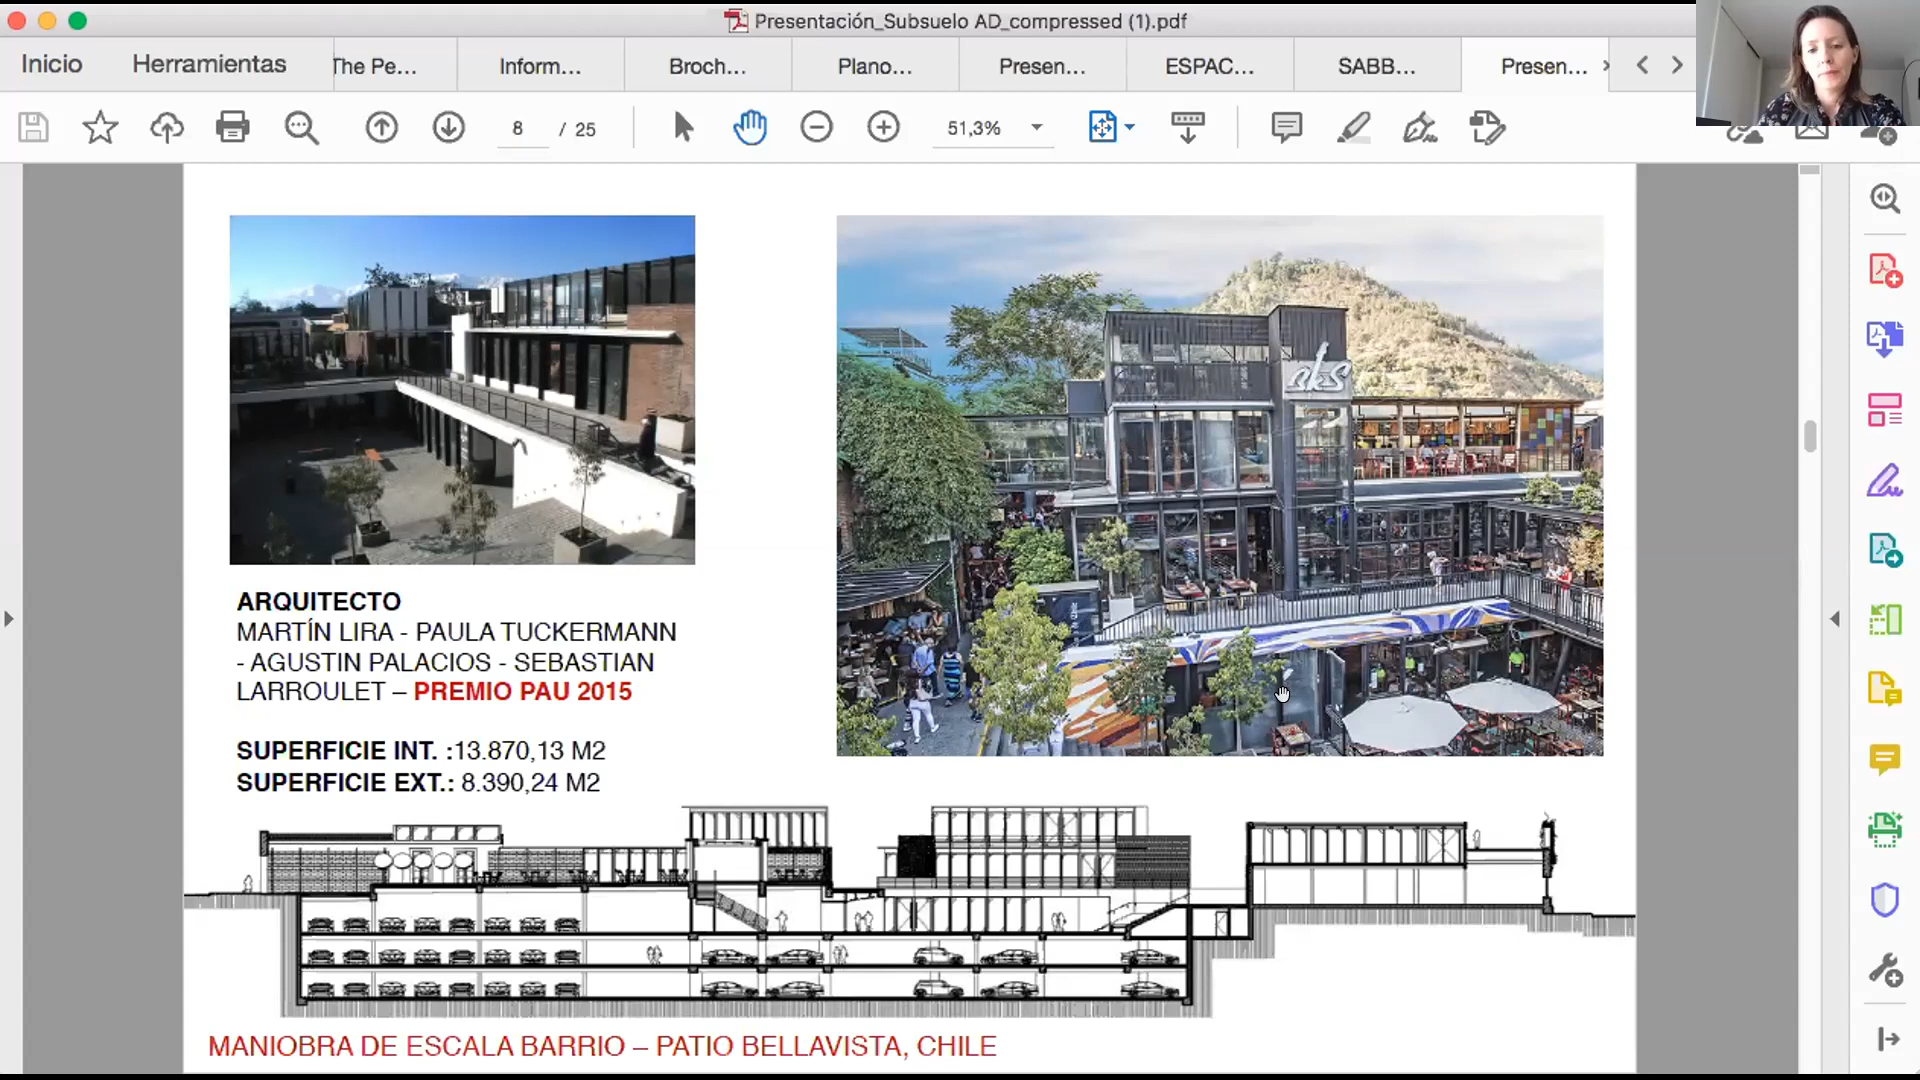 Presentación_Subsuelo AD_compressed (1).pdf
Inicio
Herramientas
The Pe...
Inform...
Broch...
Plano...
Presen...
ESPAC...
SABB...
Presen...
8 / 25
51,3%
sks
ARQUITECTO
MARTÍN LIRA - PAULA TUCKERMANN
- AGUSTIN PALACIOS - SEBASTIAN
LARROULET – PREMIO PAU 2015
SUPERFICIE INT. :13.870,13 M2
SUPERFICIE EXT.: 8.390,24 M2
MANIOBRA DE ESCALA BARRIO – PATIO BELLAVISTA, CHILE